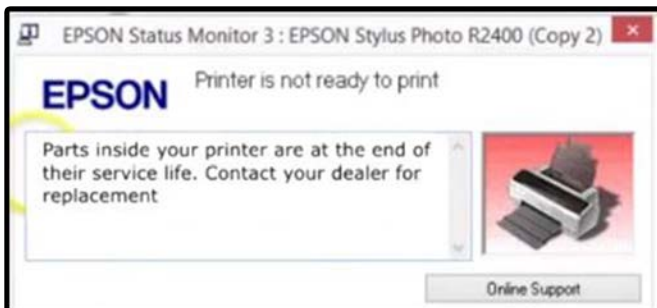 EPSON Status Monitor 3 : EPSON Stylus Photo R2400 (Copy 2)
EPSON
Printer is not ready to print
Parts inside your printer are at the end of
their service life. Contact your dealer for
replacement
Online Support